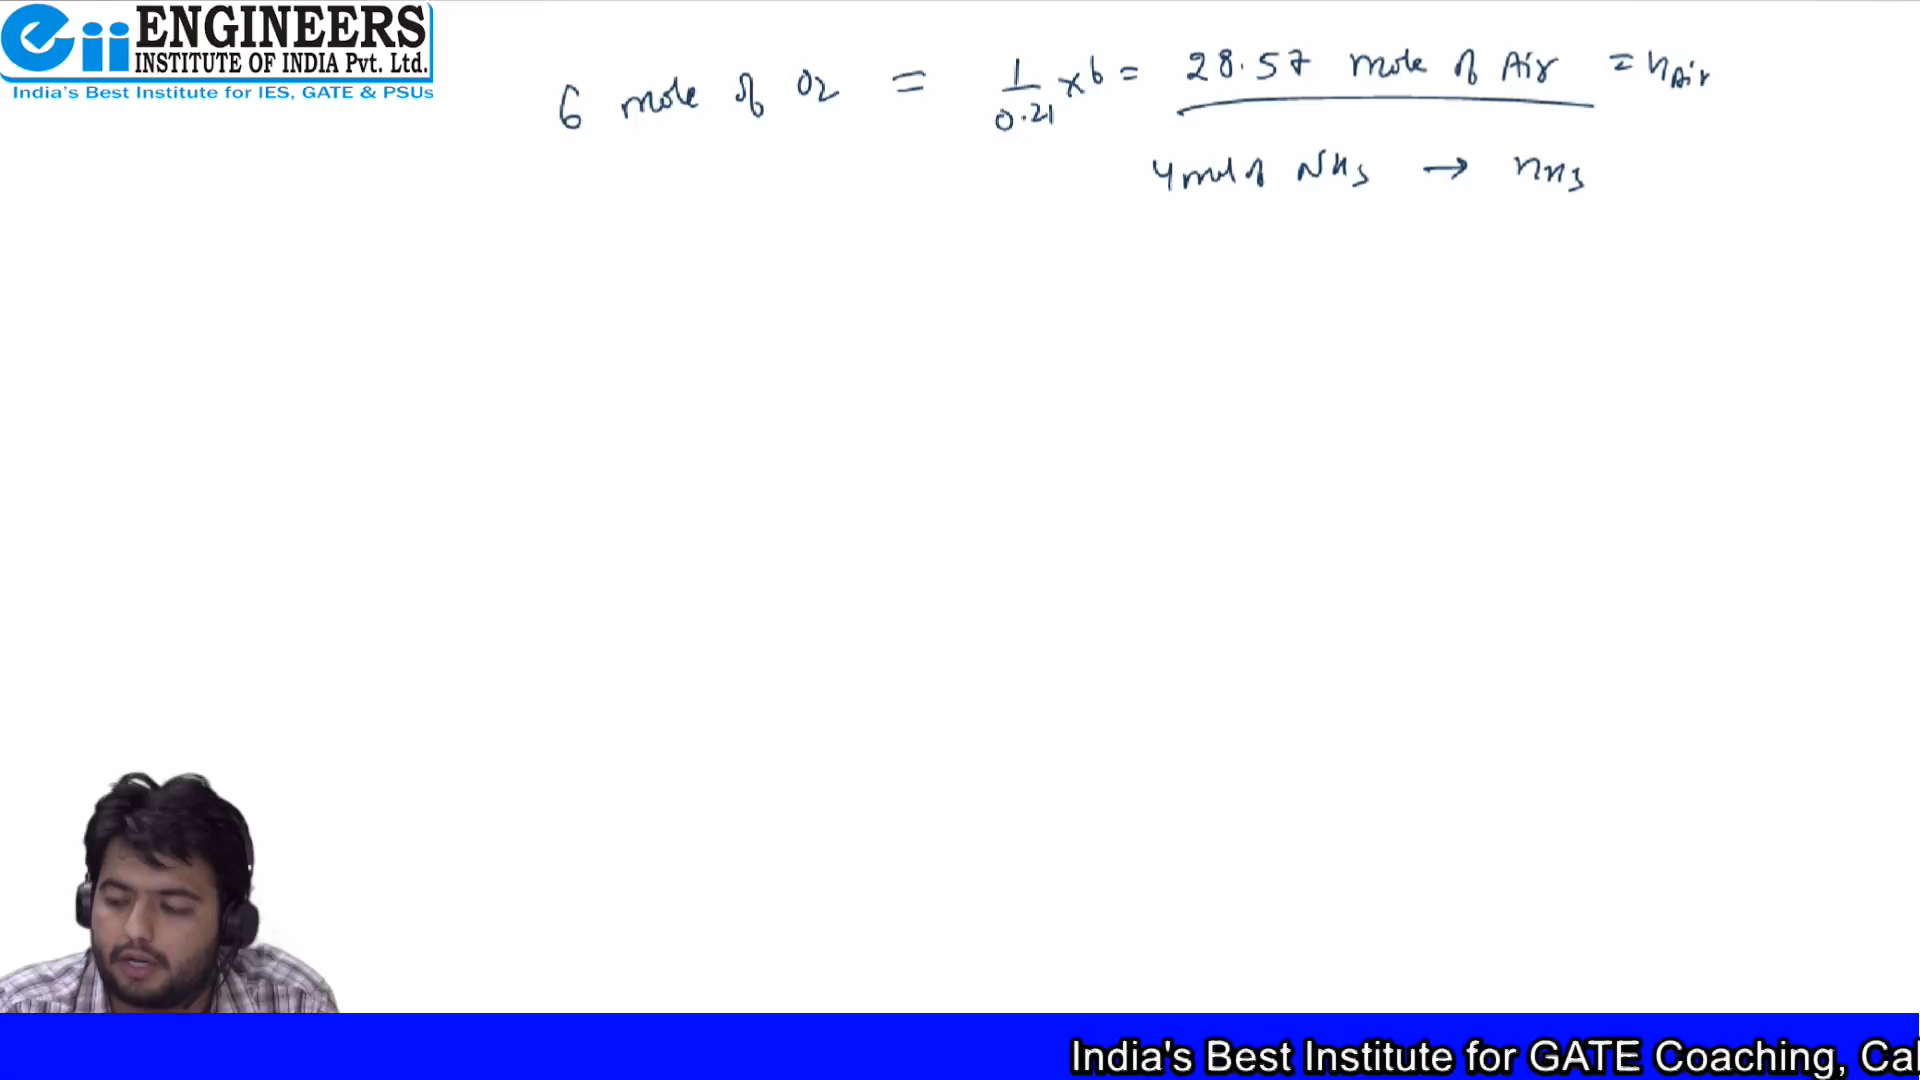 ENGINEERS
INSTITUTE OF INDIA Pvt. Ltd.
India's Best Institute for IES, GATE & PSUs
6 mole of O2 = 1/0.21 x 6 = 28.57 mole of Air = nAir
4 mol of NH3 → nH3
India's Best Institute for GATE Coaching, Cal